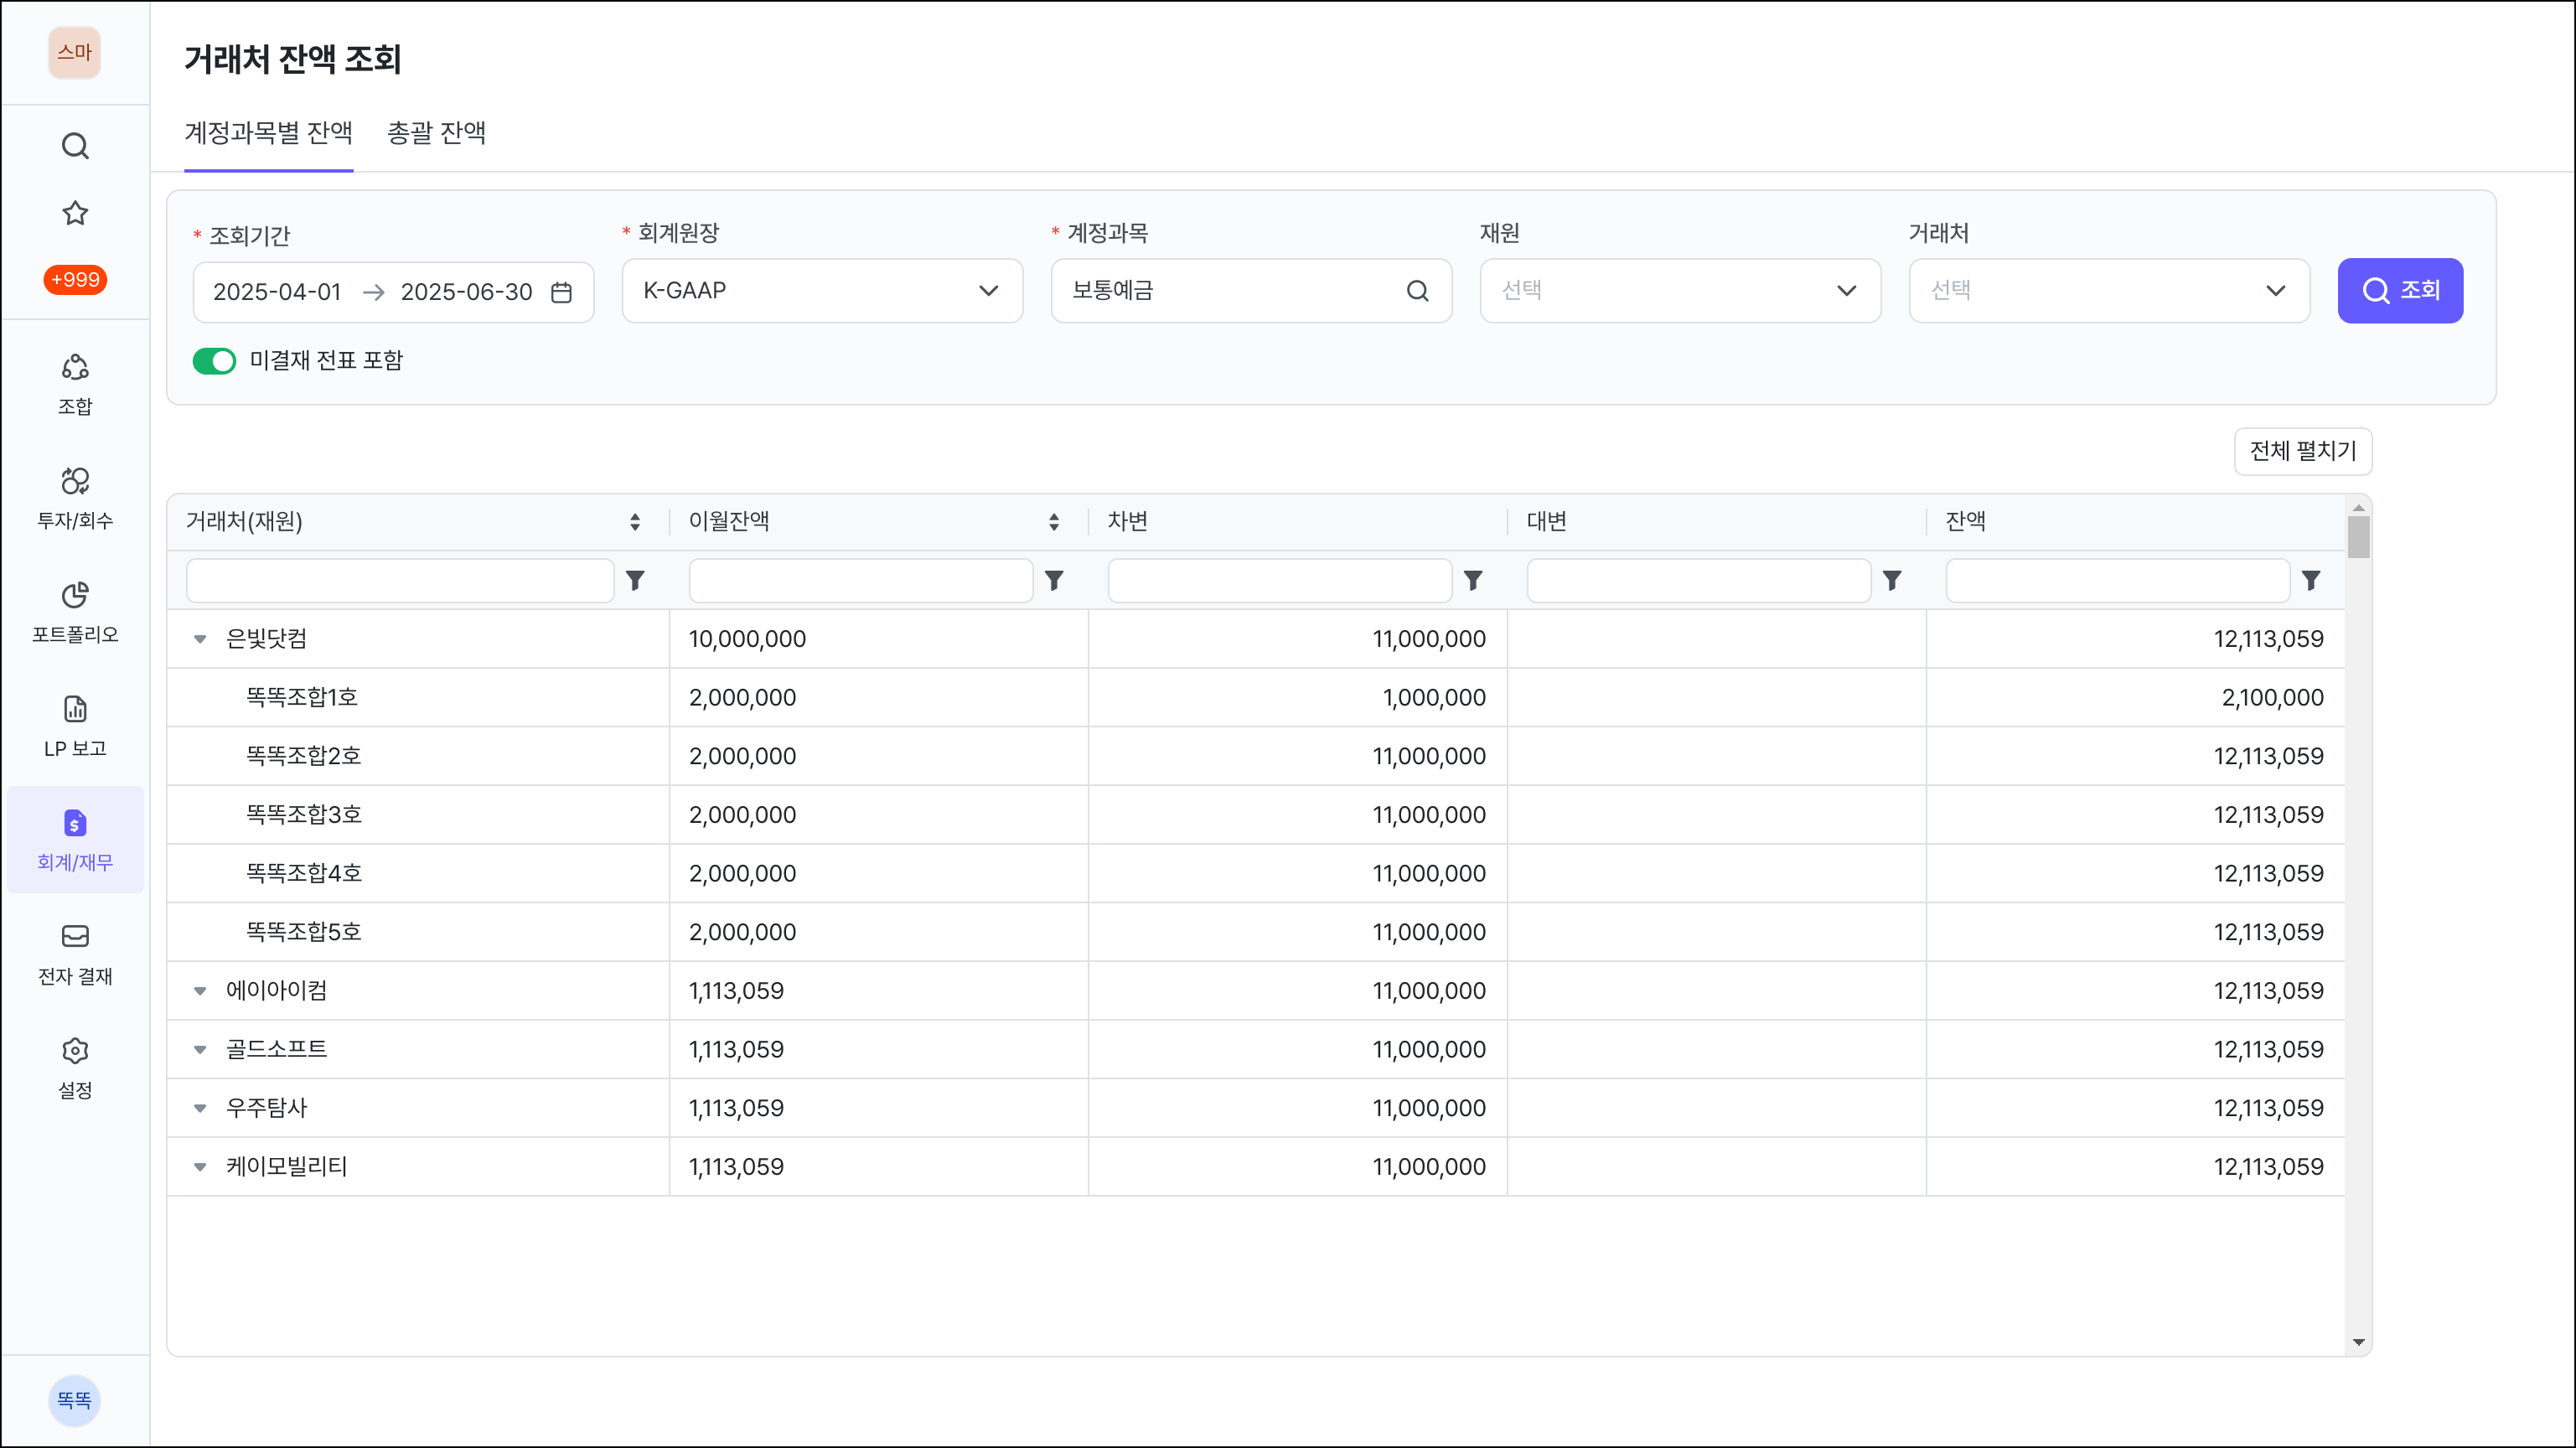 스마
+999
조합
투자/회수
포트폴리오
LP 보고
회계/재무
전자 결재
설정
똑똑
거래처 잔액 조회
계정과목별 잔액 총괄 잔액
* 조회기간 * 회계원장 * 계정과목 재원 거래처
2025-04-01 → 2025-06-30 K-GAAP 보통예금 선택 선택 조회
미결재 전표 포함
전체 펼치기
거래처(재원) 이월잔액 차변 대변 잔액
은빛닷컴 10,000,000 11,000,000 12,113,059
똑똑조합1호 2,000,000 1,000,000 2,100,000
똑똑조합2호 2,000,000 11,000,000 12,113,059
똑똑조합3호 2,000,000 11,000,000 12,113,059
똑똑조합4호 2,000,000 11,000,000 12,113,059
똑똑조합5호 2,000,000 11,000,000 12,113,059
에이아이컴 1,113,059 11,000,000 12,113,059
골드소프트 1,113,059 11,000,000 12,113,059
우주탐사 1,113,059 11,000,000 12,113,059
케이모빌리티 1,113,059 11,000,000 12,113,059